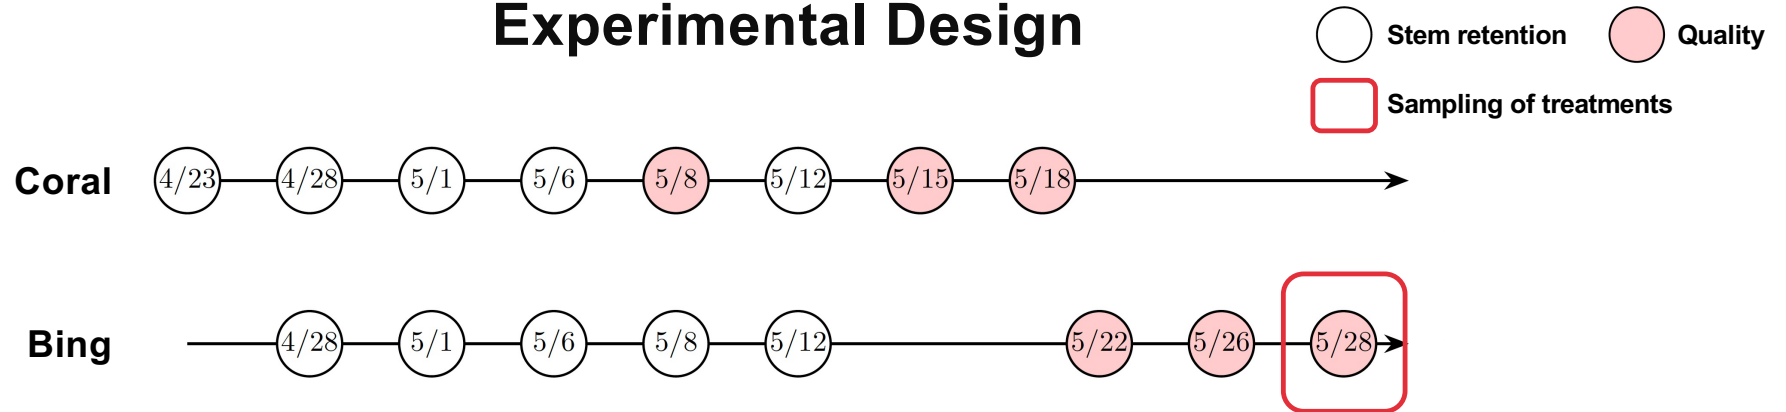 Experimental Design
Stem retention
Quality
Sampling of treatments
Coral 4/23 4/28 5/1 5/6 5/8 5/12 5/15 5/18
Bing 4/28 5/1 5/6 5/8 5/12 5/22 5/26 5/28